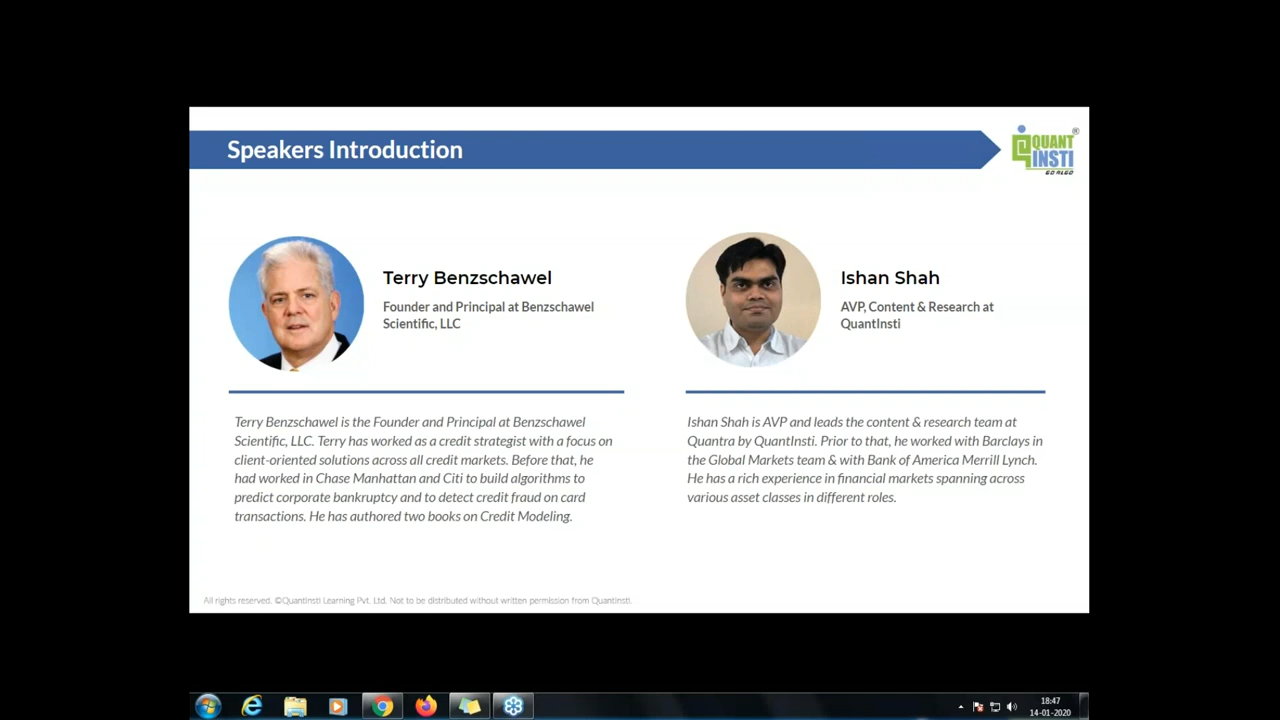 Speakers Introduction
QUANT
INSTI
®
GO ALGO
Terry Benzschawel
Founder and Principal at Benzschawel
Scientific, LLC
Ishan Shah
AVP, Content & Research at
QuantInsti
Terry Benzschawel is the Founder and Principal at Benzschawel
Scientific, LLC. Terry has worked as a credit strategist with a focus on
client-oriented solutions across all credit markets. Before that, he
had worked in Chase Manhattan and Citi to build algorithms to
predict corporate bankruptcy and to detect credit fraud on card
transactions. He has authored two books on Credit Modeling.
Ishan Shah is AVP and leads the content & research team at
Quantra by QuantInsti. Prior to that, he worked with Barclays in
the Global Markets team & with Bank of America Merrill Lynch.
He has a rich experience in financial markets spanning across
various asset classes in different roles.
All rights reserved. ©QuantInsti Learning Pvt. Ltd. Not to be distributed without written permission from QuantInsti.
18:47
14-01-2020